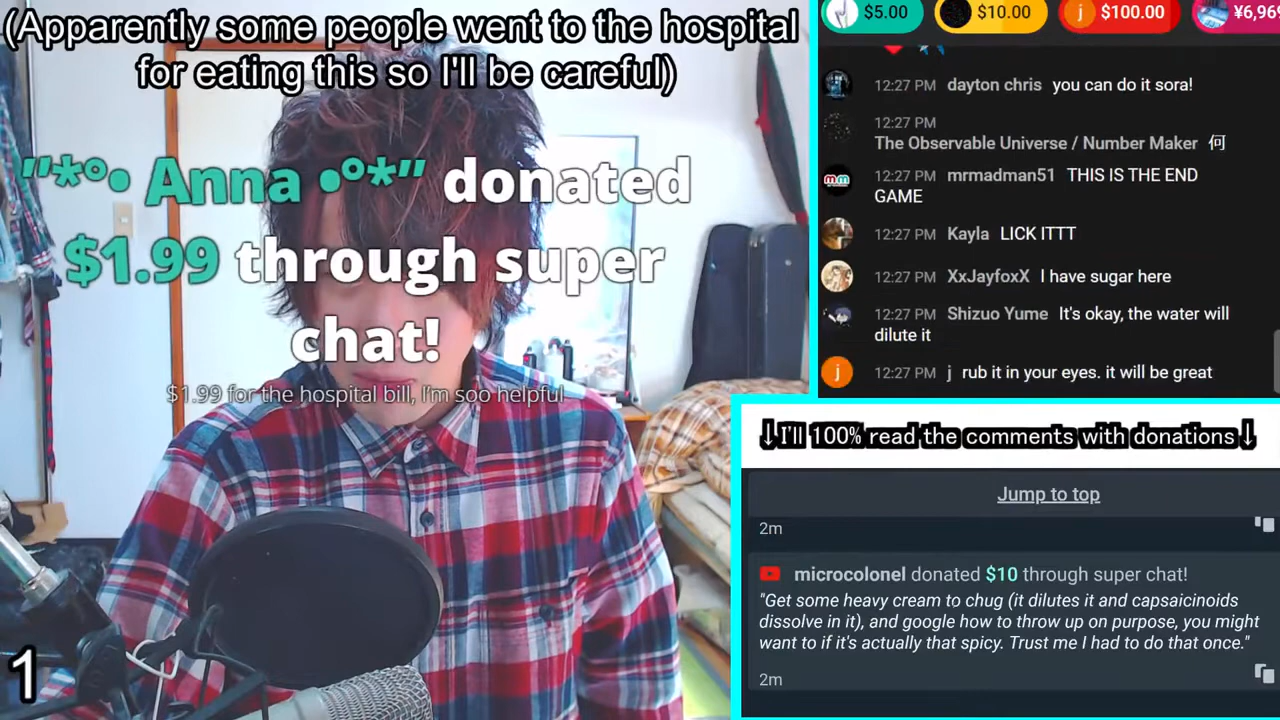 (Apparently some people went to the hospital
for eating this so I'll be careful)
"*°• Anna •°*" donated
$1.99 through super
chat!
$1.99 for the hospital bill, I'm soo helpful
1
$5.00
$10.00
j $100.00
¥6,969
12:27 PM dayton chris you can do it sora!
12:27 PM
The Observable Universe / Number Maker 何
12:27 PM mrmadman51 THIS IS THE END
GAME
12:27 PM Kayla LICK ITTT
12:27 PM XxJayfoxX I have sugar here
12:27 PM Shizuo Yume It's okay, the water will
dilute it
j 12:27 PM j rub it in your eyes. it will be great
↓I'll 100% read the comments with donations↓
Jump to top
2m
microcolonel donated $10 through super chat!
"Get some heavy cream to chug (it dilutes it and capsaicinoids
dissolve in it), and google how to throw up on purpose, you might
want to if it's actually that spicy. Trust me I had to do that once."
2m